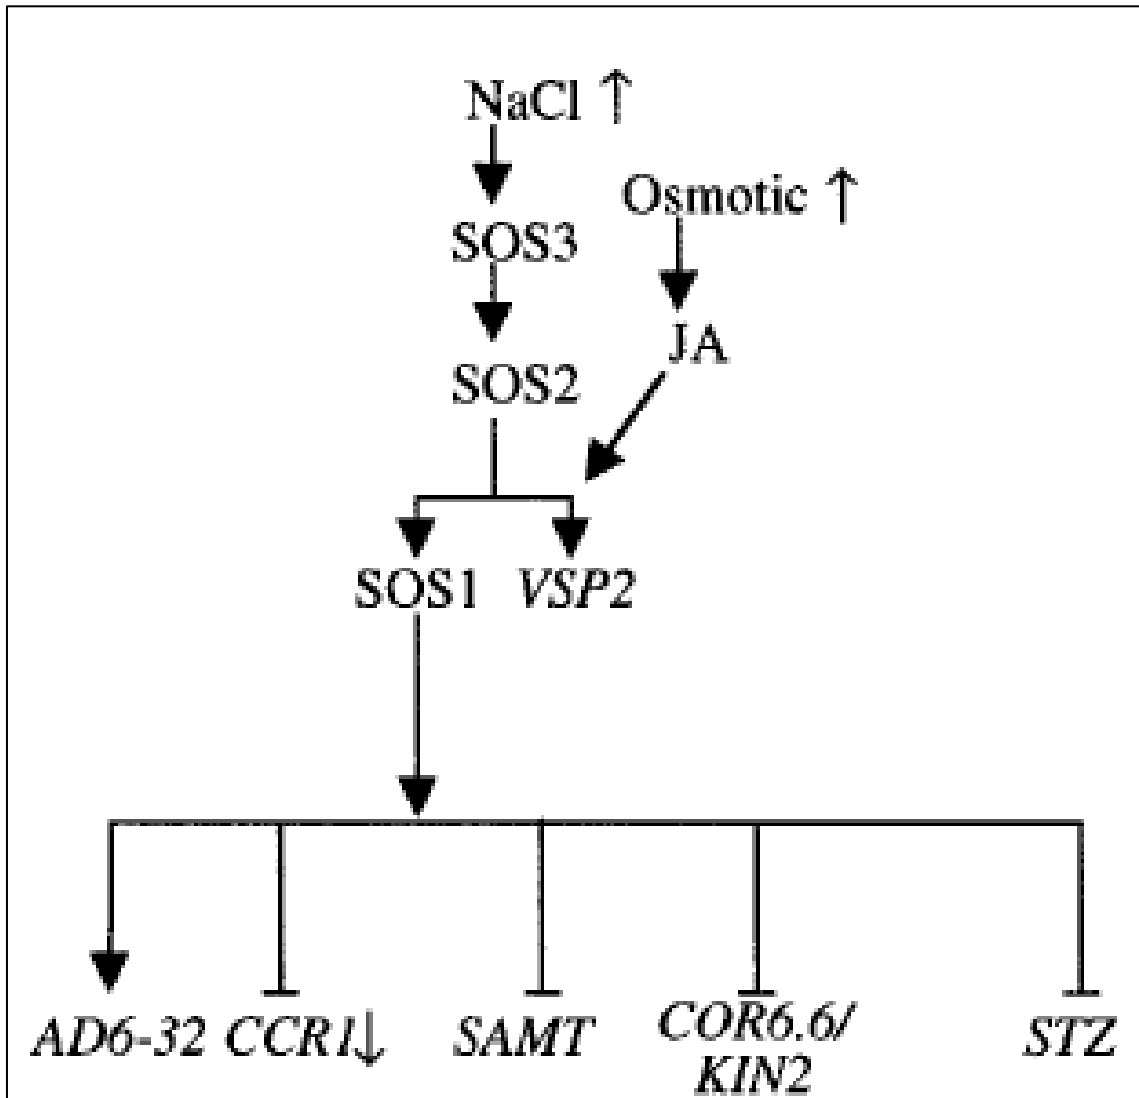 NaCl ↑
Osmotic ↑
SOS3
JA
SOS2
SOS1 VSP2
AD6-32 CCR1↓ SAMT COR6.6/ STZ
KIN2